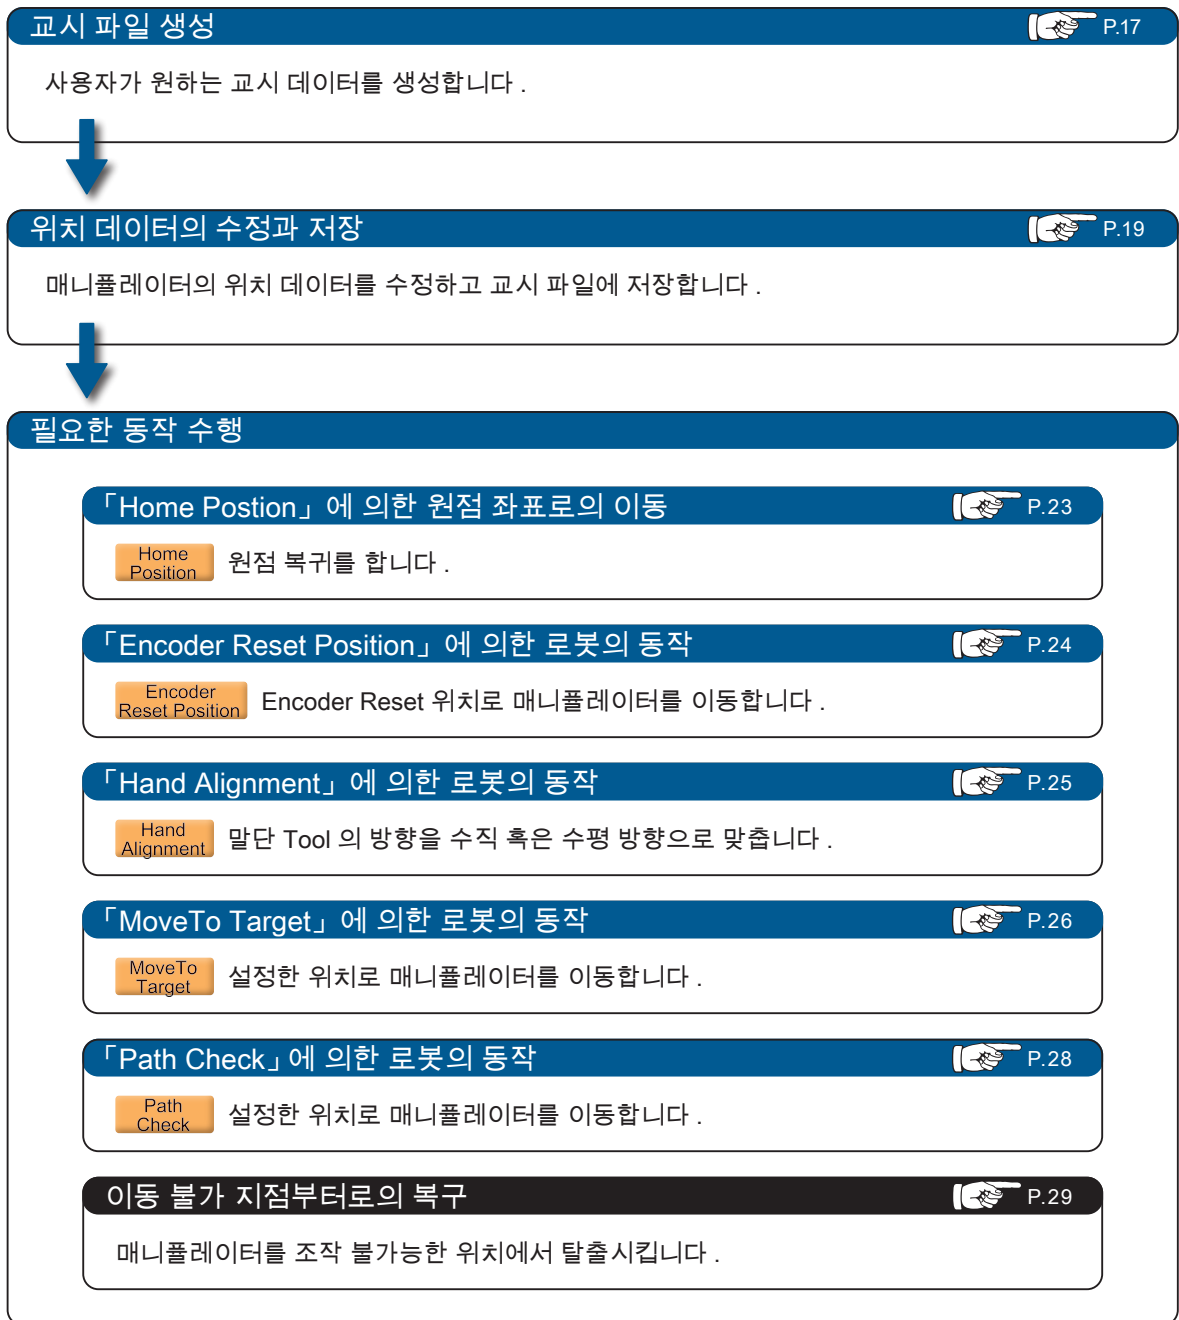 교시 파일 생성 P.17
사용자가 원하는 교시 데이터를 생성합니다 .
위치 데이터의 수정과 저장 P.19
매니퓰레이터의 위치 데이터를 수정하고 교시 파일에 저장합니다 .
필요한 동작 수행
「Home Postion」에 의한 원점 좌표로의 이동 P.23
Home
Position
원점 복귀를 합니다 .
「Encoder Reset Position」에 의한 로봇의 동작 P.24
Encoder
Reset Position
Encoder Reset 위치로 매니퓰레이터를 이동합니다 .
「Hand Alignment」에 의한 로봇의 동작 P.25
Hand
Alignment
말단 Tool 의 방향을 수직 혹은 수평 방향으로 맞춥니다 .
「MoveTo Target」에 의한 로봇의 동작 P.26
MoveTo
Target
설정한 위치로 매니퓰레이터를 이동합니다 .
「Path Check」에 의한 로봇의 동작 P.28
Path
Check
설정한 위치로 매니퓰레이터를 이동합니다 .
이동 불가 지점부터로의 복구 P.29
매니퓰레이터를 조작 불가능한 위치에서 탈출시킵니다 .